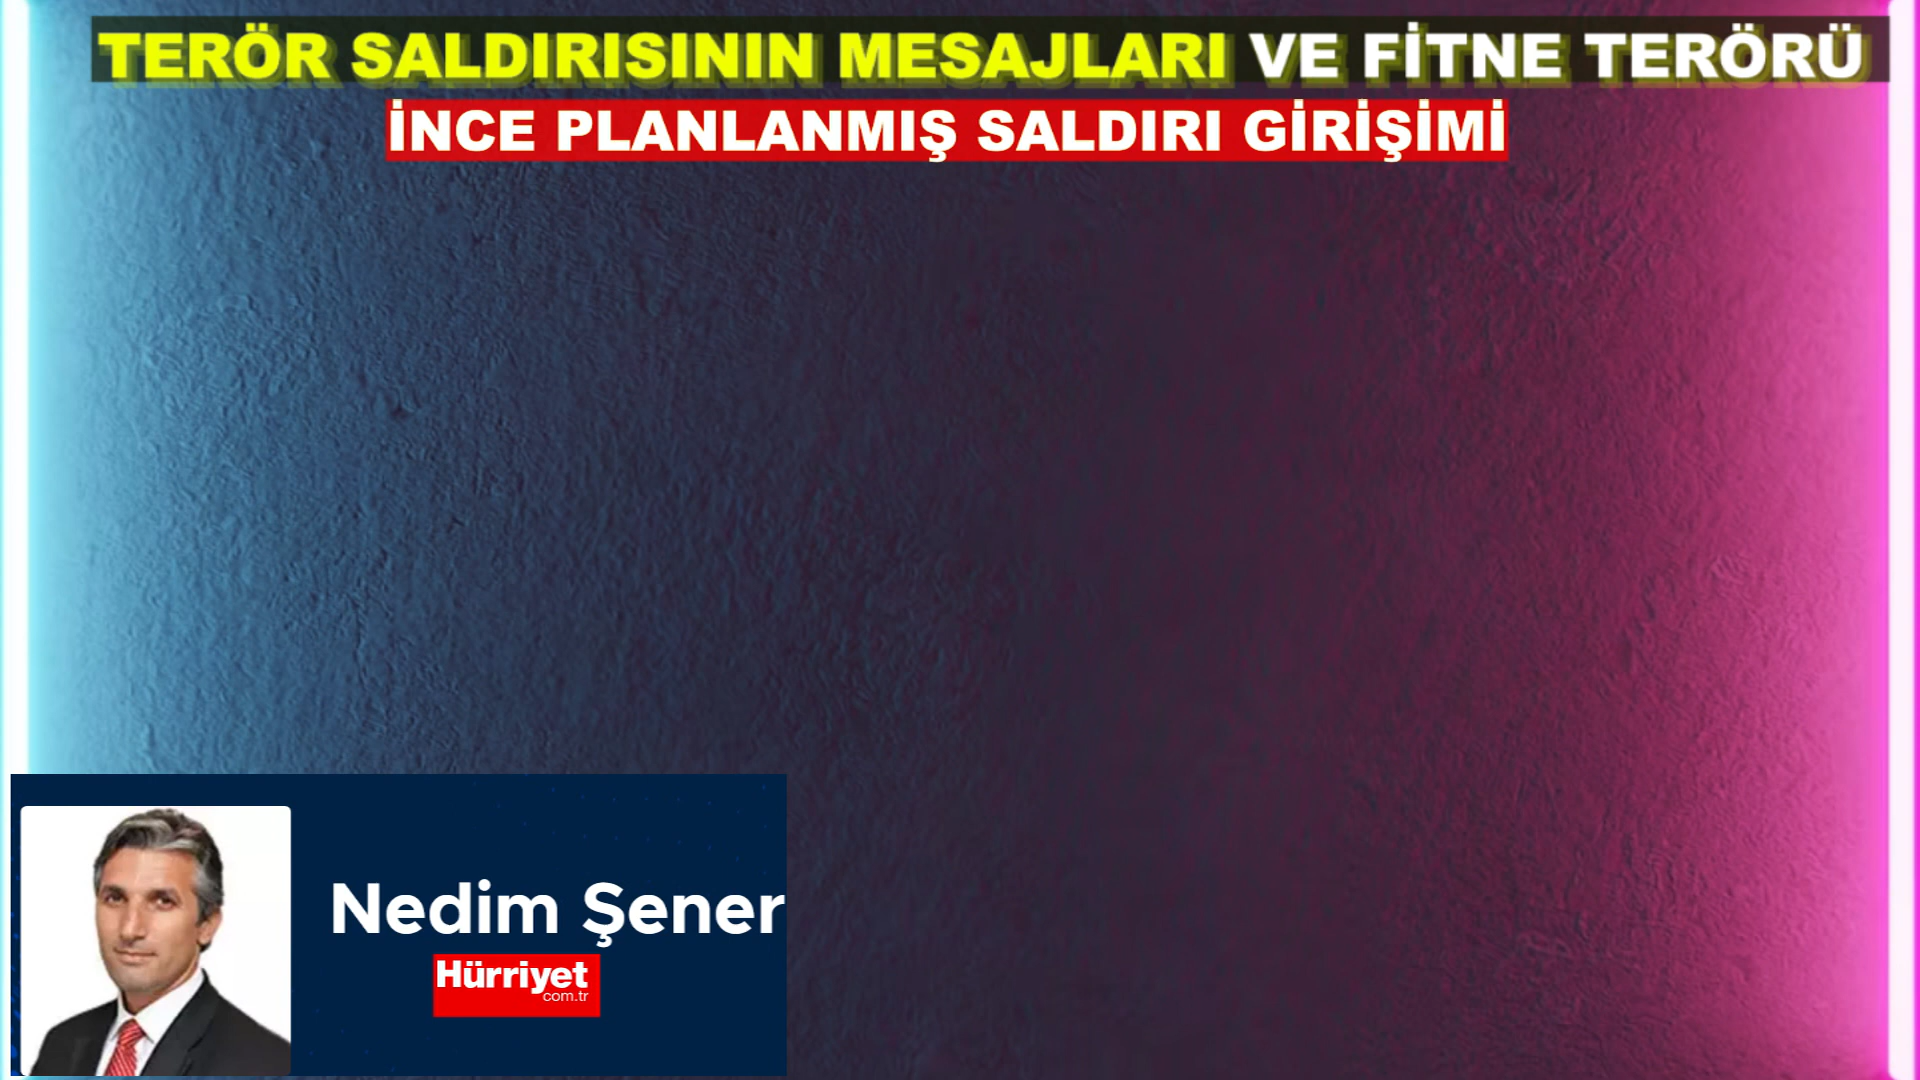 TERÖR SALDIRISININ MESAJLARI VE FİTNE TERÖRÜ
İNCE PLANLANMIŞ SALDIRI GİRİŞİMİ
Nedim Şener
Hürriyet
com.tr